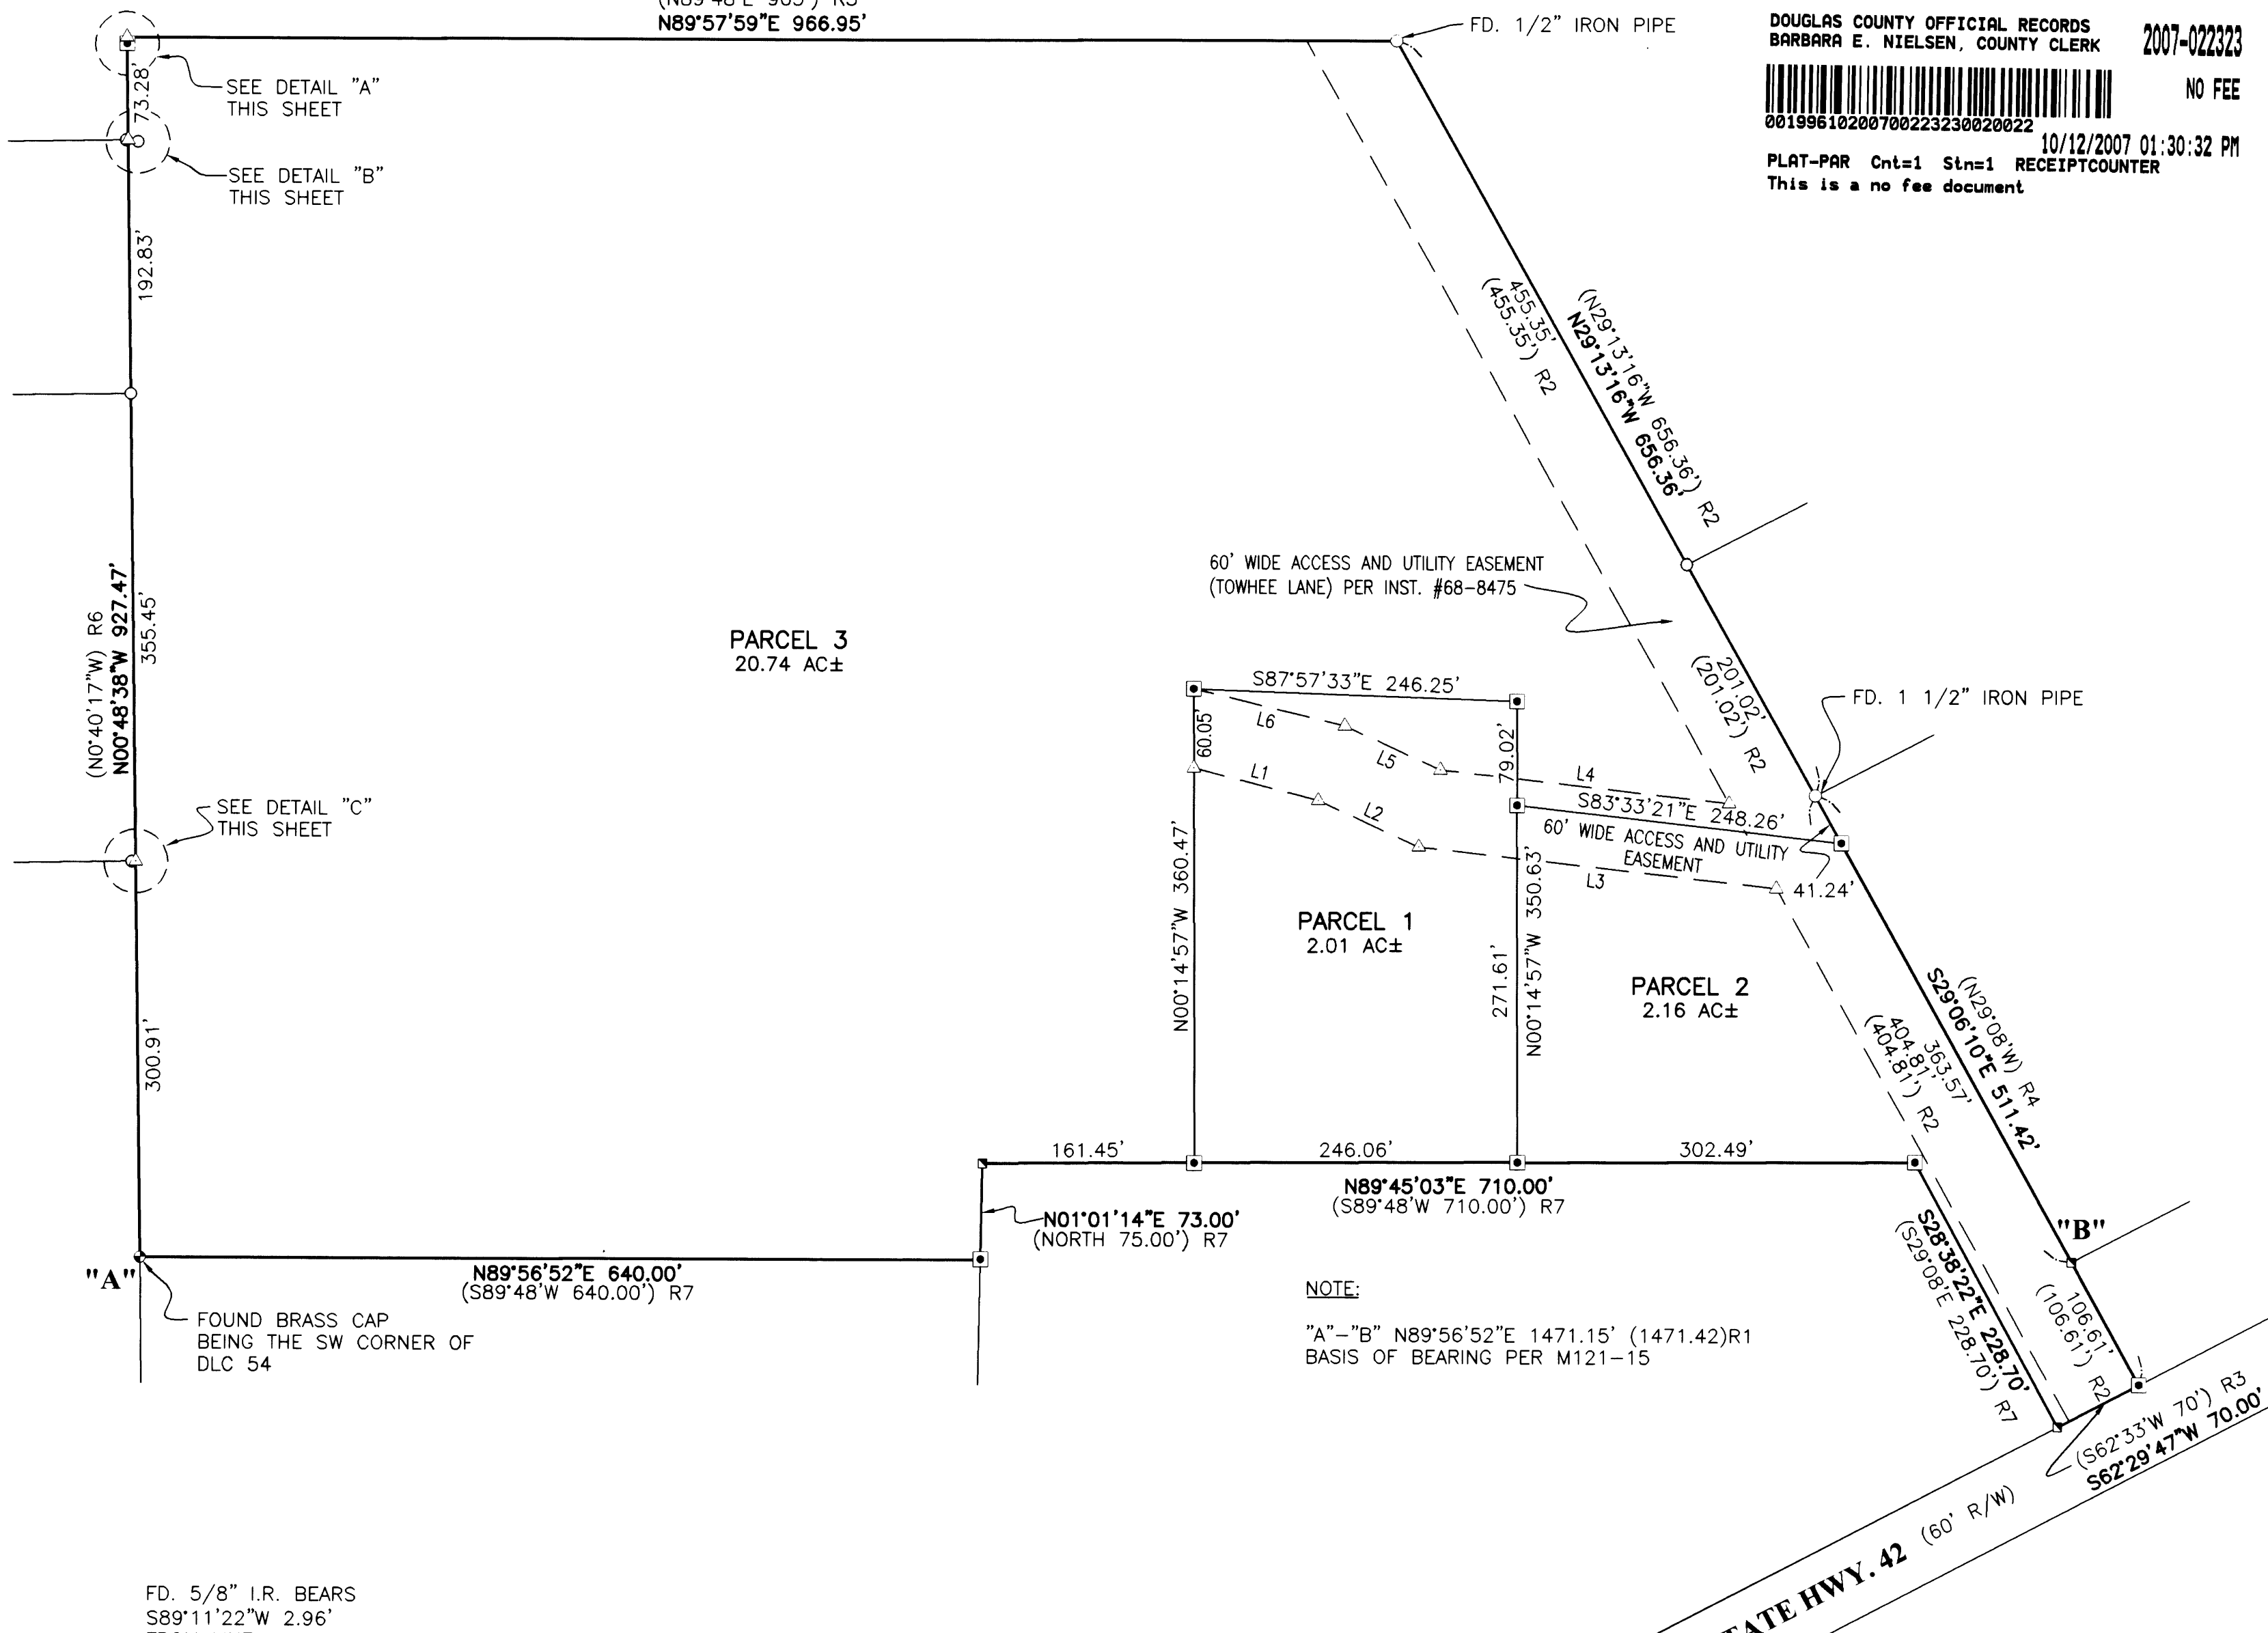 N89°57'59"E 966.95'
FD. 1/2" IRON PIPE
DOUGLAS COUNTY OFFICIAL RECORDS
BARBARA E. NIELSEN, COUNTY CLERK
2007-022323
NO FEE
00199610200700223230020022
10/12/2007 01:30:32 PM
PLAT-PAR Cnt=1 Stn=1 RECEIPTCOUNTER
This is a no fee document
73.28'
SEE DETAIL "A"
THIS SHEET
SEE DETAIL "B"
THIS SHEET
192.83'
455.35'
(455.35') R2
(N29°13'16"W 656.36') R2
N29°13'16"W 656.36'
60' WIDE ACCESS AND UTILITY EASEMENT
(TOWHEE LANE) PER INST. #68-8475
(N0°40'17"W) R6
N00°48'38"W 927.47'
355.45'
PARCEL 3
20.74 AC±
S87°57'33"E 246.25'
201.02'
(201.02') R2
FD. 1 1/2" IRON PIPE
60.05'
L6
L5
79.02'
L4
L1
L2
S83°33'21"E 248.26'
60' WIDE ACCESS AND UTILITY
EASEMENT
L3
41.24'
SEE DETAIL "C"
THIS SHEET
N00°14'57"W 360.47'
PARCEL 1
2.01 AC±
271.61'
N00°14'57"W 350.63'
PARCEL 2
2.16 AC±
(N29°08'W) R4
S29°06'10"E 511.42'
363.57'
404.81'
(404.81') R2
300.91'
161.45'
246.06'
302.49'
N89°45'03"E 710.00'
(S89°48'W 710.00') R7
N01°01'14"E 73.00'
(NORTH 75.00') R7
"B"
"A"
N89°56'52"E 640.00'
(S89°48'W 640.00') R7
FOUND BRASS CAP
BEING THE SW CORNER OF
DLC 54
NOTE:
"A"-"B" N89°56'52"E 1471.15' (1471.42)R1
BASIS OF BEARING PER M121-15
S28°38'22"E 228.70'
(S29°08'E 228.70') R7
106.61'
(106.61') R2
(S62°33'W 70') R3
S62°29'47"W 70.00'
TATE HWY. 42 (60' R/W)
FD. 5/8" I.R. BEARS
S89°11'22"W 2.96'